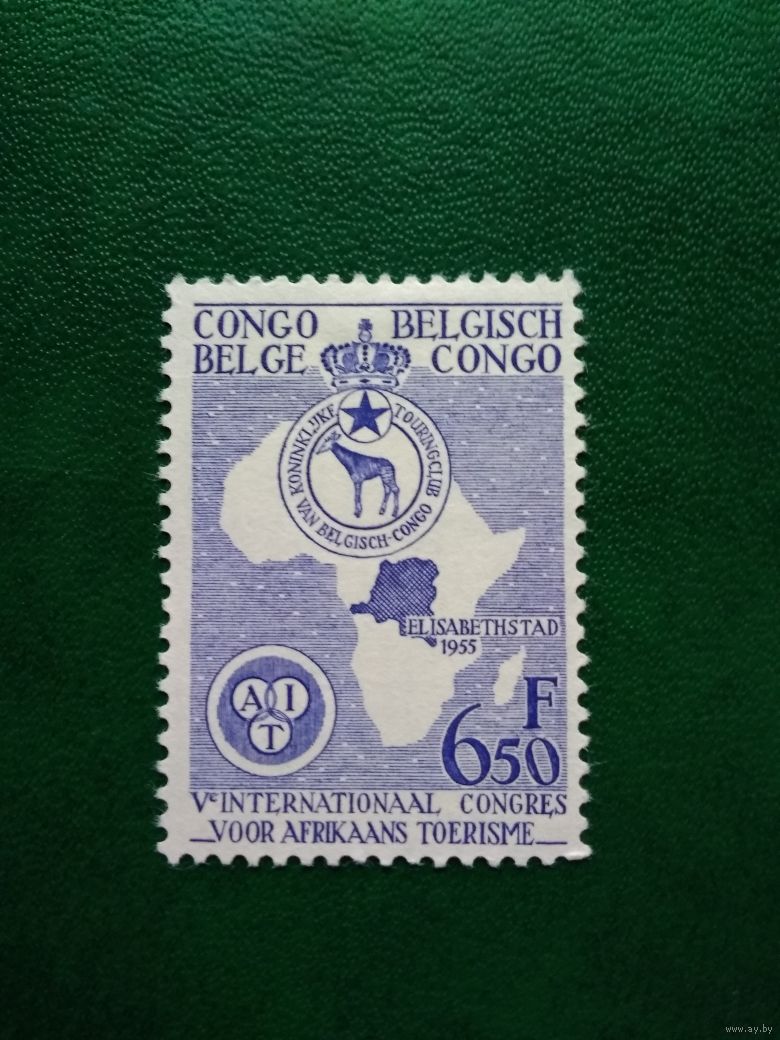 CONGO BELGISCH
BELGE CONGO
KONINKLIJKE TOURINGCLUB
VAN BELGISCH-CONGO
ELISABETHSTAD
1955
A I
T
F
6 50
Ve INTERNATIONAAL CONGRES
VOOR AFRIKAANS TOERISME
www.ay.by